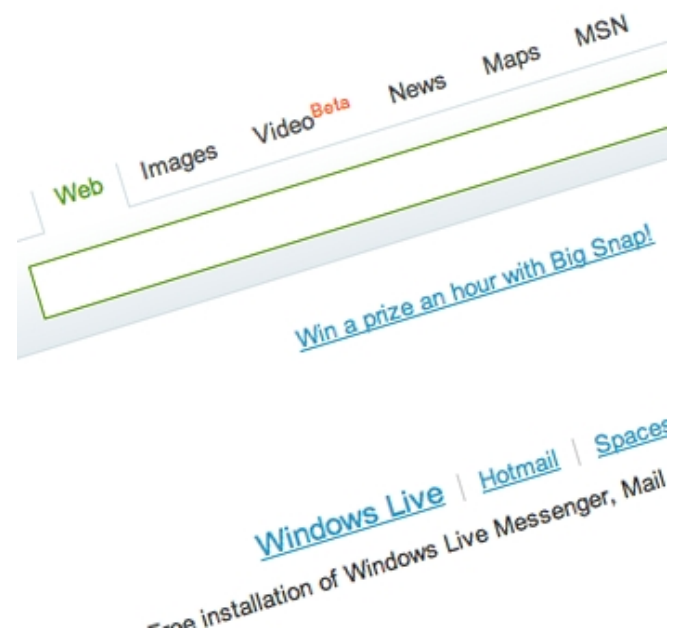 Web Images Video Beta News Maps MSN
Win a prize an hour with Big Snap!
Windows Live | Hotmail | Spaces
Free installation of Windows Live Messenger, Mail